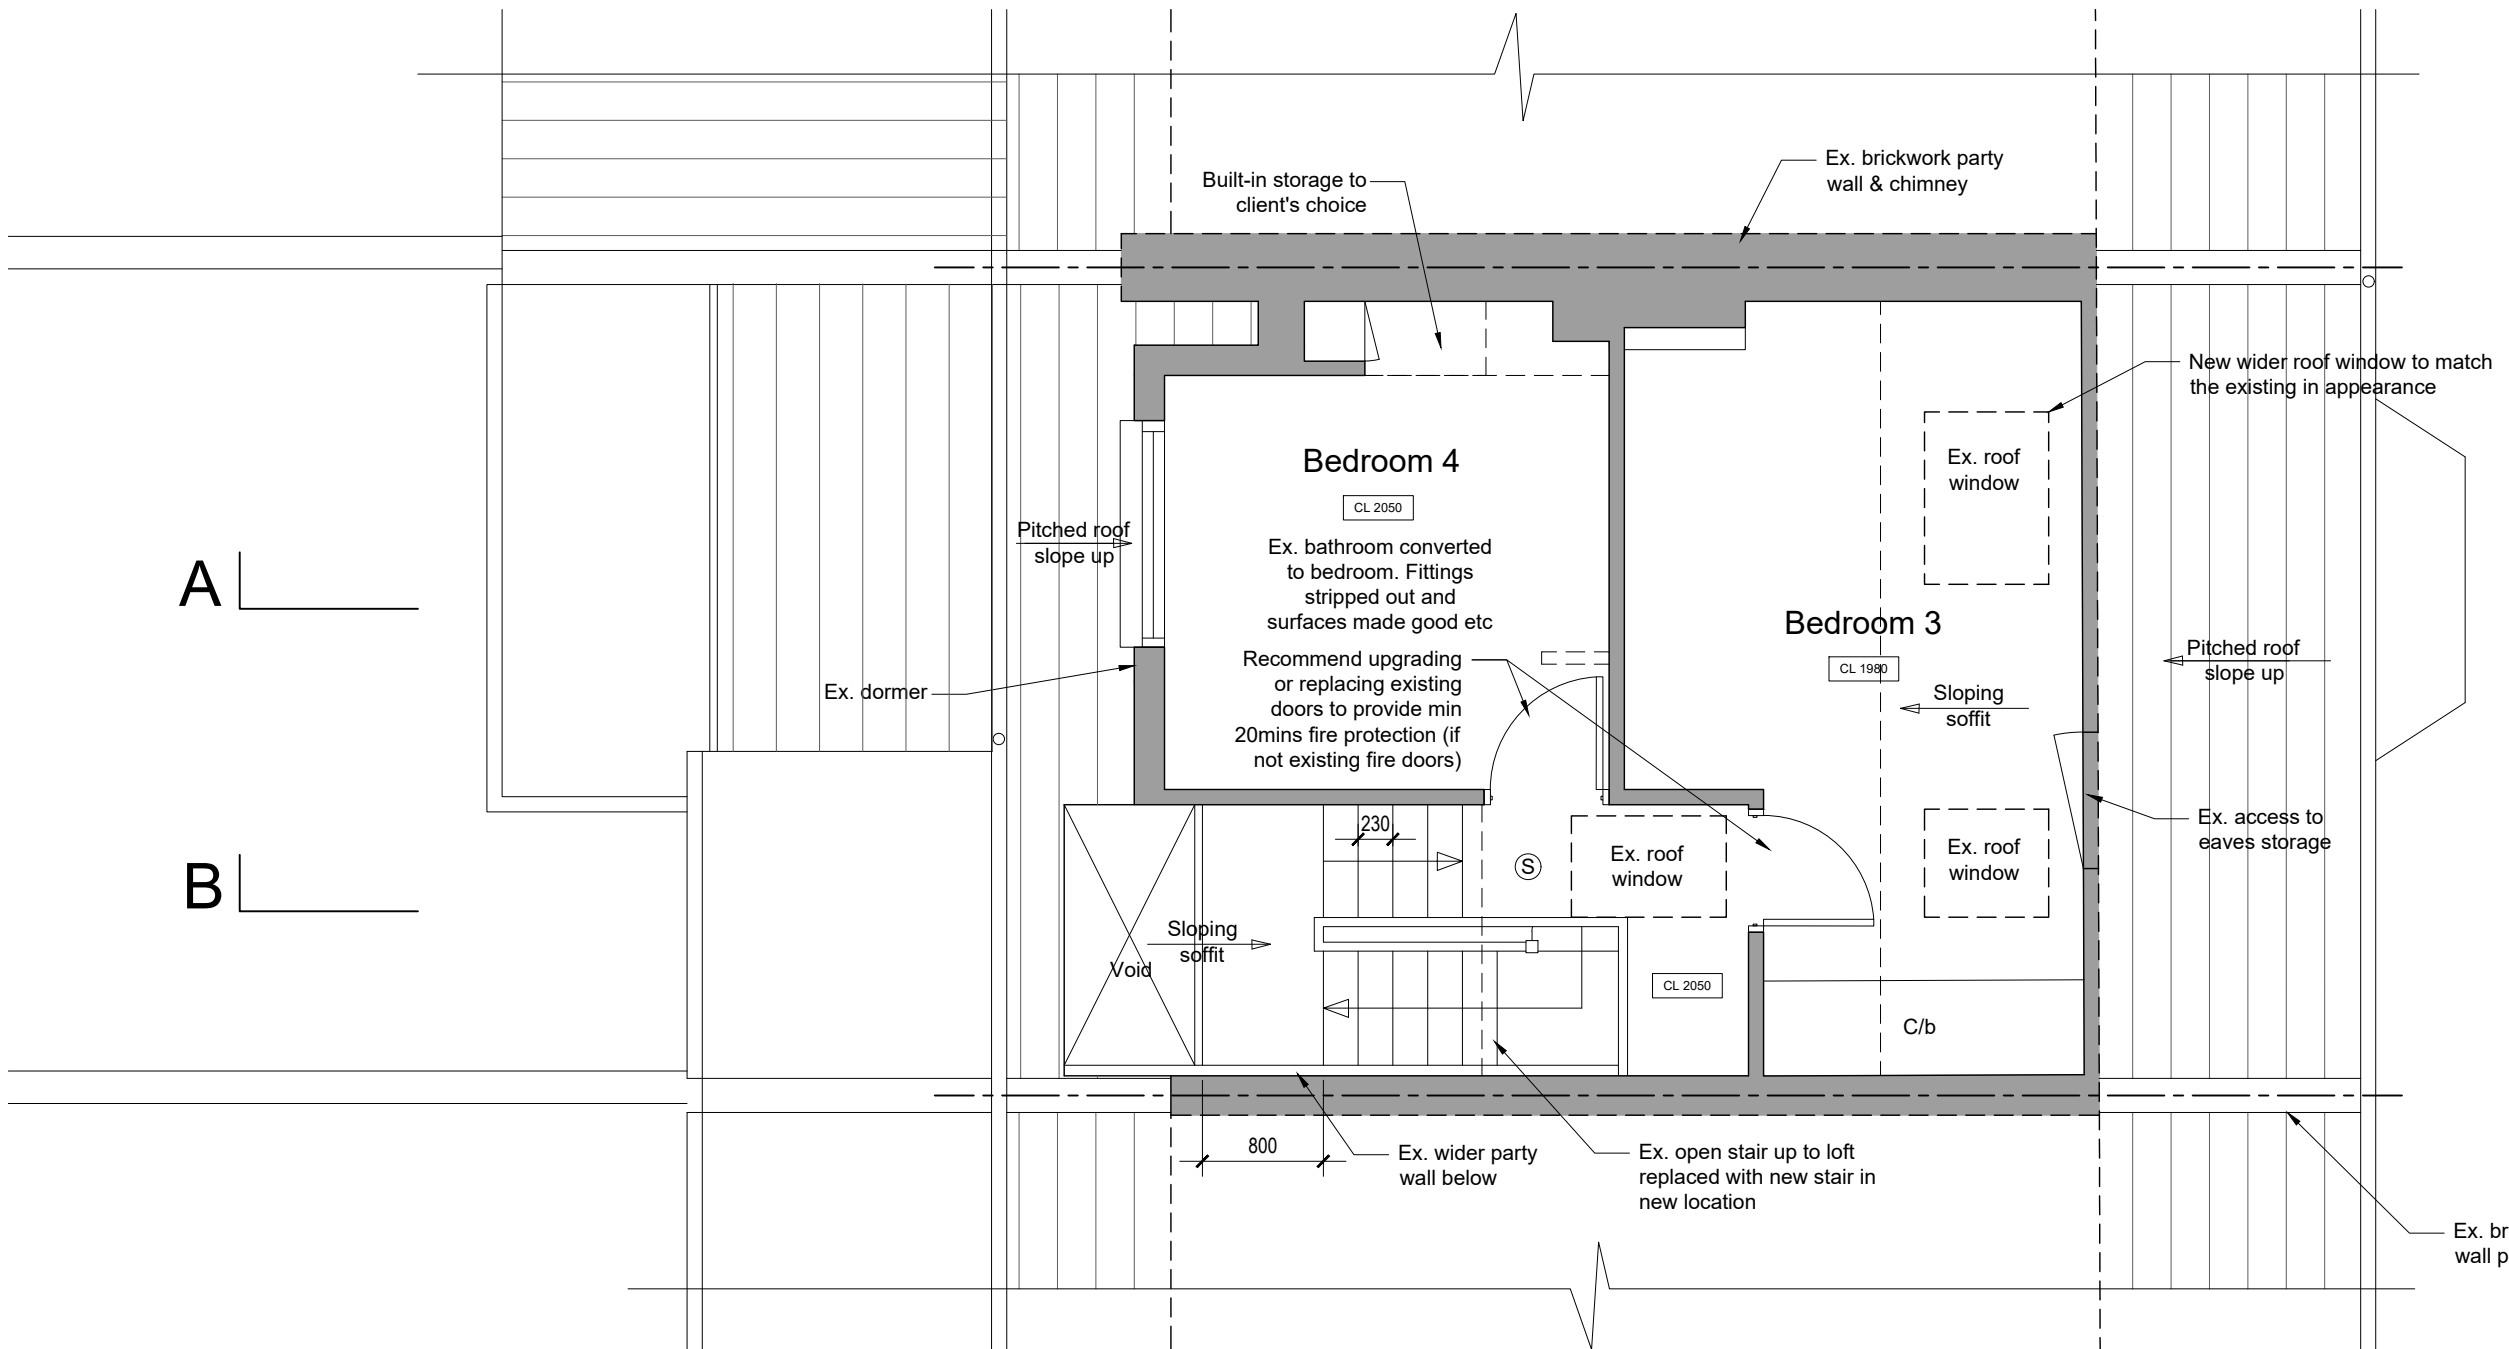 Ex. brickwork party
wall & chimney
Built-in storage to
client's choice
New wider roof window to match
the existing in appearance
Bedroom 4
CL 2050
Ex. roof
window
Pitched roof
slope up
Ex. bathroom converted
to bedroom. Fittings
stripped out and
surfaces made good etc
A
Bedroom 3
CL 1980
Recommend upgrading
or replacing existing
doors to provide min
20mins fire protection (if
not existing fire doors)
Pitched roof
slope up
Ex. dormer
Sloping
soffit
Ex. access to
eaves storage
230
S
Ex. roof
window
Ex. roof
window
B
Sloping
soffit
Void
CL 2050
C/b
800
Ex. wider party
wall below
Ex. open stair up to loft
replaced with new stair in
new location
Ex. br
wall p